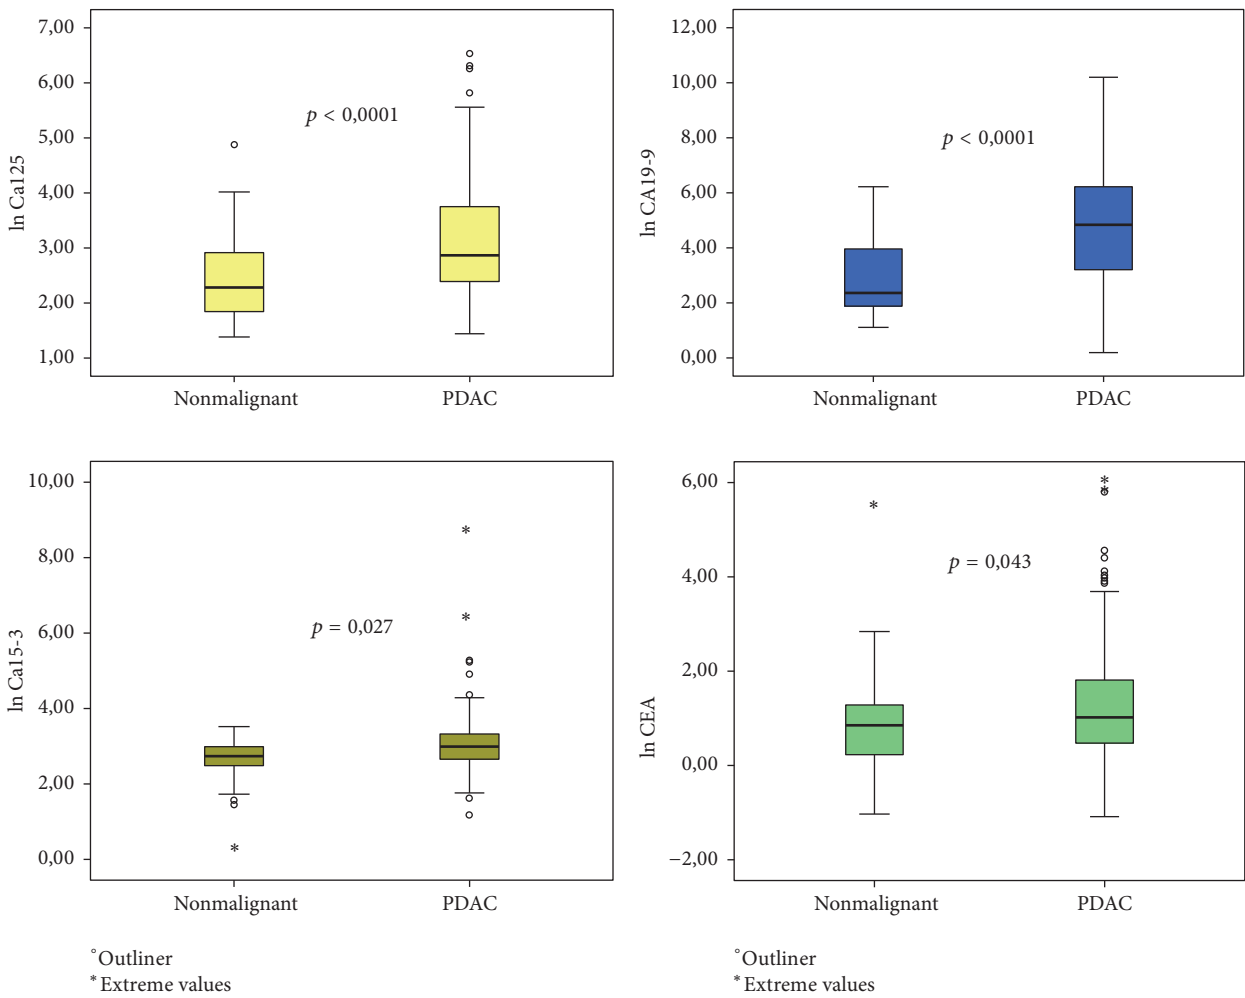 7,00
6,00
5,00
4,00
3,00
2,00
1,00
ln Ca125
p < 0,0001
Nonmalignant PDAC
12,00
10,00
8,00
6,00
4,00
2,00
0,00
ln CA19-9
p < 0,0001
Nonmalignant PDAC
10,00
8,00
6,00
4,00
2,00
0,00
ln Ca15-3
p = 0,027
Nonmalignant PDAC
°Outliner
*Extreme values
6,00
4,00
2,00
0,00
−2,00
ln CEA
p = 0,043
Nonmalignant PDAC
°Outliner
*Extreme values